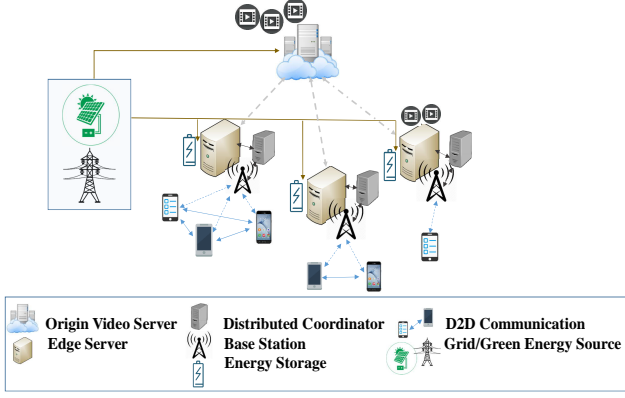 Origin Video Server
Edge Server
Distributed Coordinator
Base Station
Energy Storage
D2D Communication
Grid/Green Energy Source